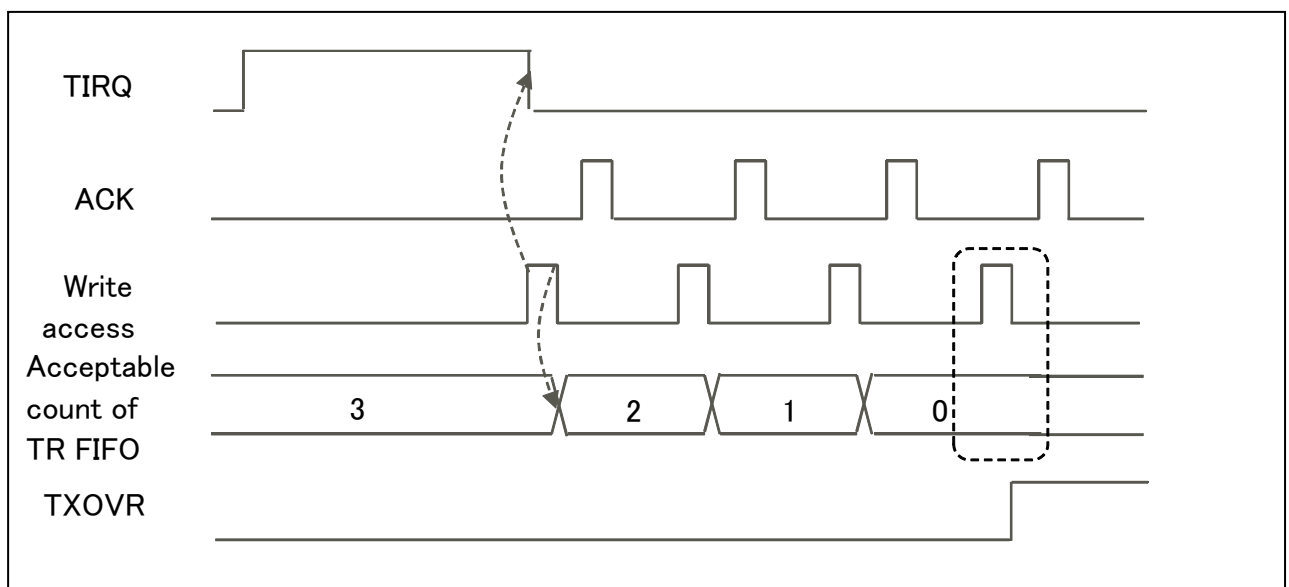 TIRQ
ACK
Write
access
Acceptable
count of
TR FIFO
3
2
1
0
TXOVR